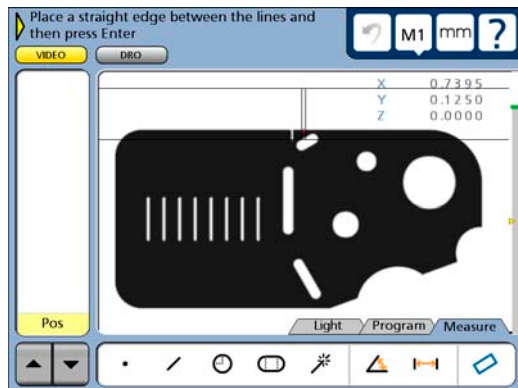 Place a straight edge between the lines and
then press Enter
M1 mm ?
VIDEO DRO
X 0.7395
Y 0.1250
Z 0.0000
Pos
Light Program Measure